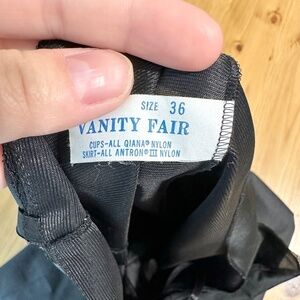 SIZE 36
VANITY FAIR
CUPS-ALL QIANA® NYLON
SKIRT-ALL ANTRON® III NYLON